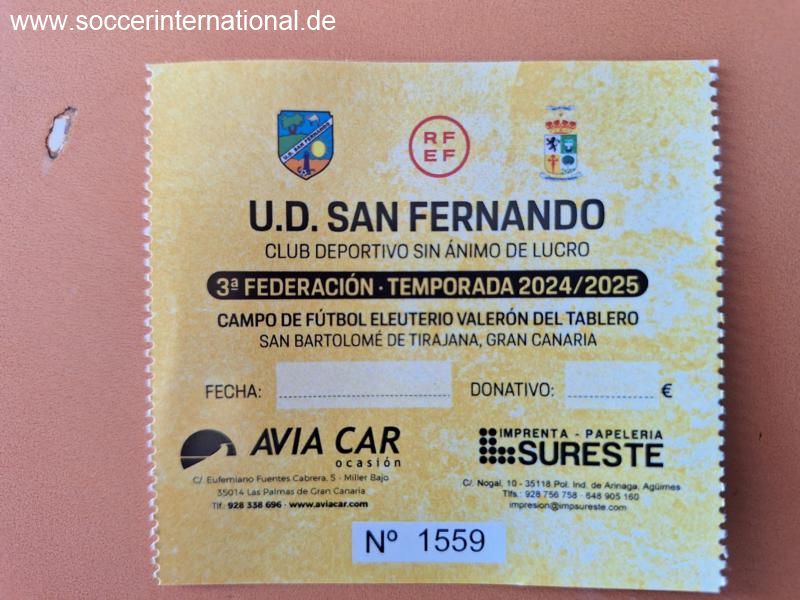 www.soccerinternational.de
U.D. SAN FERNANDO
RF
EF
U.D. SAN FERNANDO
CLUB DEPORTIVO SIN ÁNIMO DE LUCRO
3ª FEDERACIÓN · TEMPORADA 2024/2025
CAMPO DE FÚTBOL ELEUTERIO VALERÓN DEL TABLERO
SAN BARTOLOMÉ DE TIRAJANA, GRAN CANARIA
FECHA: DONATIVO: €
AVIA CAR
ocasión
C/. Eufemiano Fuentes Cabrera, 5 - Miller Bajo
35014 Las Palmas de Gran Canaria
Tlf.: 928 338 696 · www.aviacar.com
IMPRENTA - PAPELERIA
SURESTE
C/. Nogal, 10 - 35118 Pol. Ind. de Arinaga, Agüimes
Tlfs.: 928 756 758 - 648 905 160
impresion@impsureste.com
Nº 1559